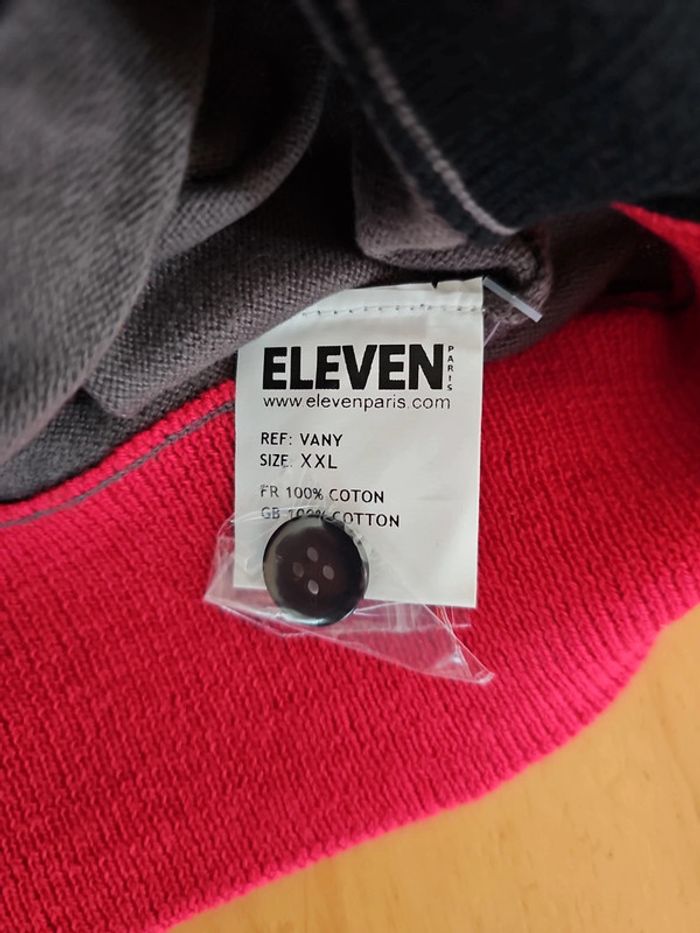 ELEVEN PARIS
www.elevenparis.com
REF: VANY
SIZE: XXL
FR 100% COTON
GB 100% COTTON